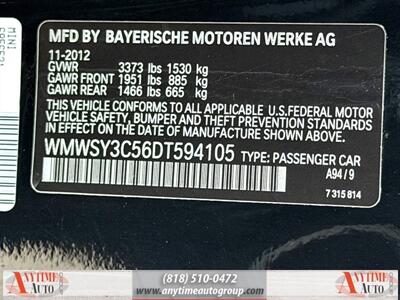 MFD BY BAYERISCHE MOTOREN WERKE AG
11-2012
GVWR 3373 lbs 1530 kg
GAWR FRONT 1951 lbs 885 kg
GAWR REAR 1466 lbs 665 kg
THIS VEHICLE CONFORMS TO ALL APPLICABLE U.S.FEDERAL MOTOR
VEHICLE SAFETY, BUMPER AND THEFT PREVENTION STANDARDS
IN EFFECT ON THE DATE OF MANUFACTURE SHOWN ABOVE.
WMWSY3C56DT594105 TYPE: PASSENGER CAR
A94 / 9
7 315 814
MINI
ANYTIME
AUTO
(818) 510-0472
www.anytimeautogroup.com
ANYTIME
AUTO